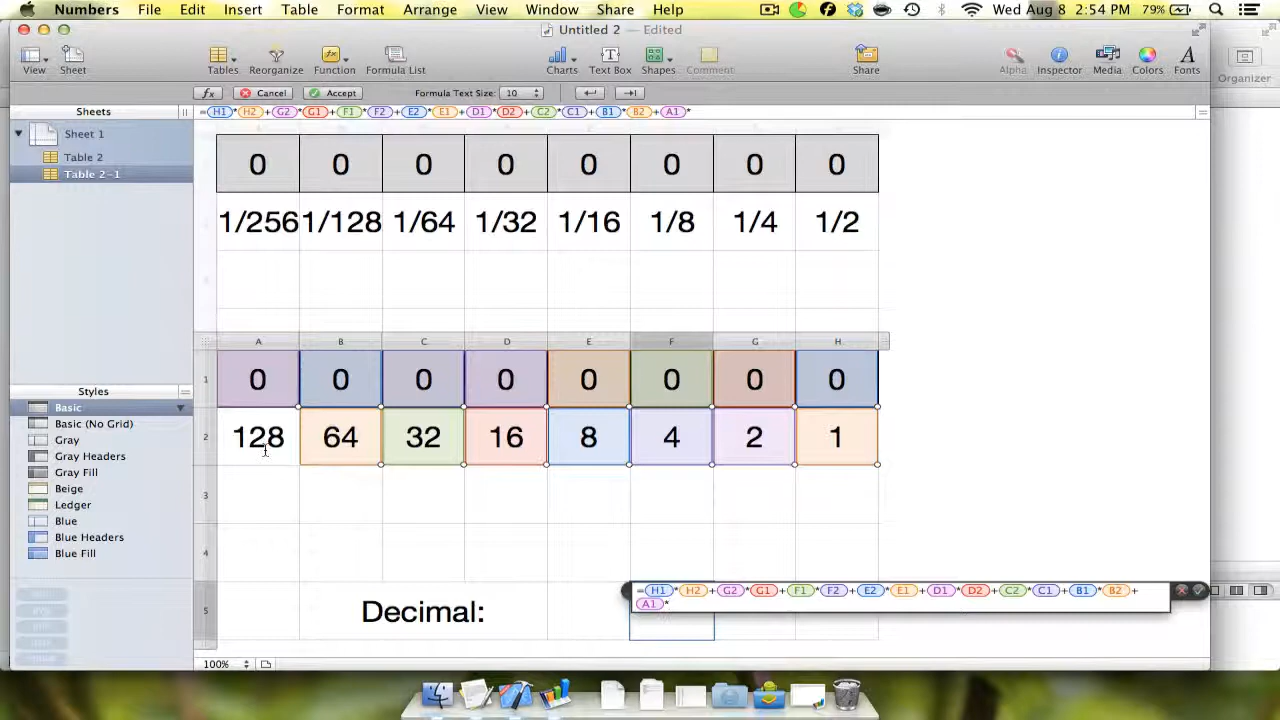 Numbers File Edit Insert Table Format Arrange View Window Share Help Wed Aug 8 2:54 PM 79%
Untitled 2 — Edited
View Sheet Tables Reorganize Function Formula List Charts Text Box Shapes Comment Share Alpha Inspector Media Colors Fonts
Organizer
fx Cancel Accept Formula Text Size: 10
Sheets
=H1*H2+G2*G1+F1*F2+E2*E1+D1*D2+C2*C1+B1*B2+A1*
Sheet 1
Table 2
Table 2-1
0 0 0 0 0 0 0 0
1/256 1/128 1/64 1/32 1/16 1/8 1/4 1/2
A B C D E F G H
1 0 0 0 0 0 0 0 0
2 128 64 32 16 8 4 2 1
3
4
5 Decimal:
=H1*H2+G2*G1+F1*F2+E2*E1+D1*D2+C2*C1+B1*B2+
A1*
Styles
Basic
Basic (No Grid)
Gray
Gray Headers
Gray Fill
Beige
Ledger
Blue
Blue Headers
Blue Fill
100%